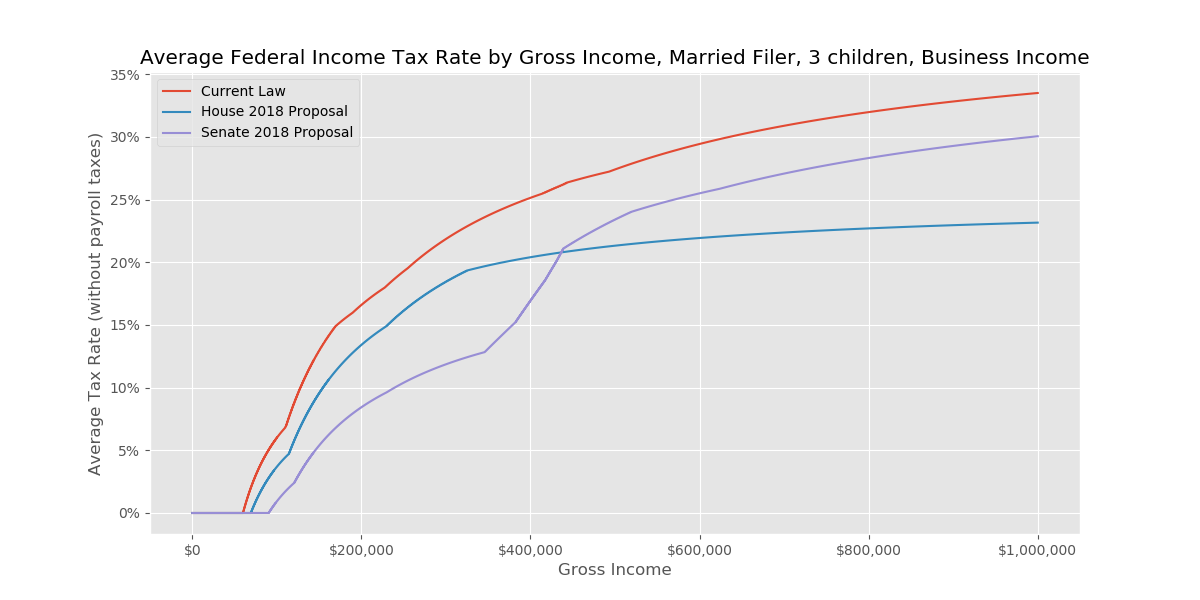 Average Federal Income Tax Rate by Gross Income, Married Filer, 3 children, Business Income
Current Law
House 2018 Proposal
Senate 2018 Proposal
Average Tax Rate (without payroll taxes)
35%
30%
25%
20%
15%
10%
5%
0%
$0
$200,000
$400,000
$600,000
$800,000
$1,000,000
Gross Income